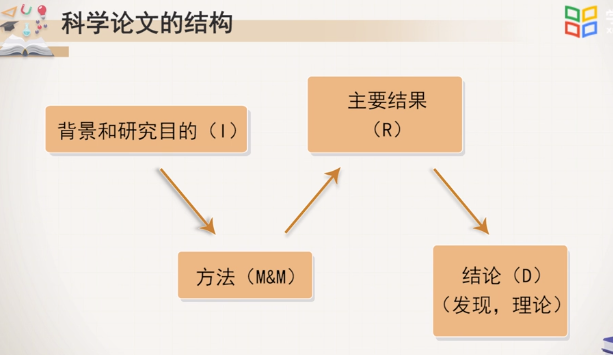 科学论文的结构
背景和研究目的（I）
主要结果
（R）
方法（M&M）
结论（D）
（发现，理论）